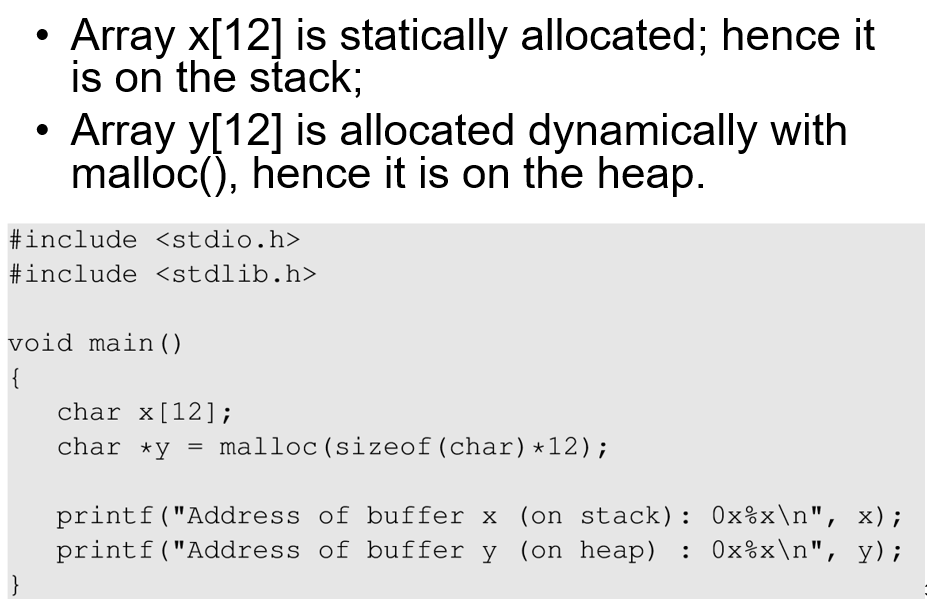 • Array x[12] is statically allocated; hence it
is on the stack;
• Array y[12] is allocated dynamically with
malloc(), hence it is on the heap.
#include <stdio.h>
#include <stdlib.h>
void main()
{
   char x[12];
   char *y = malloc(sizeof(char)*12);
   printf("Address of buffer x (on stack): 0x%x\n", x);
   printf("Address of buffer y (on heap) : 0x%x\n", y);
}